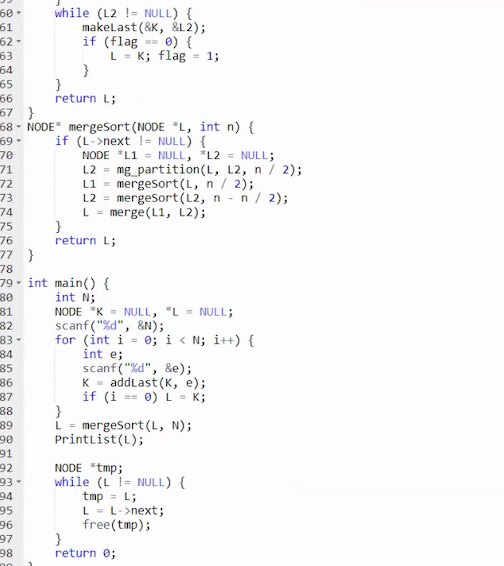 59     }
60     while (L2 != NULL) {
61         makeLast(&K, &L2);
62         if (flag == 0) {
63             L = K; flag = 1;
64         }
65     }
66     return L;
67 }
68 NODE* mergeSort(NODE *L, int n) {
69     if (L->next != NULL) {
70         NODE *L1 = NULL, *L2 = NULL;
71         L2 = mg_partition(L, L2, n / 2);
72         L1 = mergeSort(L, n / 2);
73         L2 = mergeSort(L2, n - n / 2);
74         L = merge(L1, L2);
75     }
76     return L;
77 }
78
79 int main() {
80     int N;
81     NODE *K = NULL, *L = NULL;
82     scanf("%d", &N);
83     for (int i = 0; i < N; i++) {
84         int e;
85         scanf("%d", &e);
86         K = addLast(K, e);
87         if (i == 0) L = K;
88     }
89     L = mergeSort(L, N);
90     PrintList(L);
91
92     NODE *tmp;
93     while (L != NULL) {
94         tmp = L;
95         L = L->next;
96         free(tmp);
97     }
98     return 0;
99 }